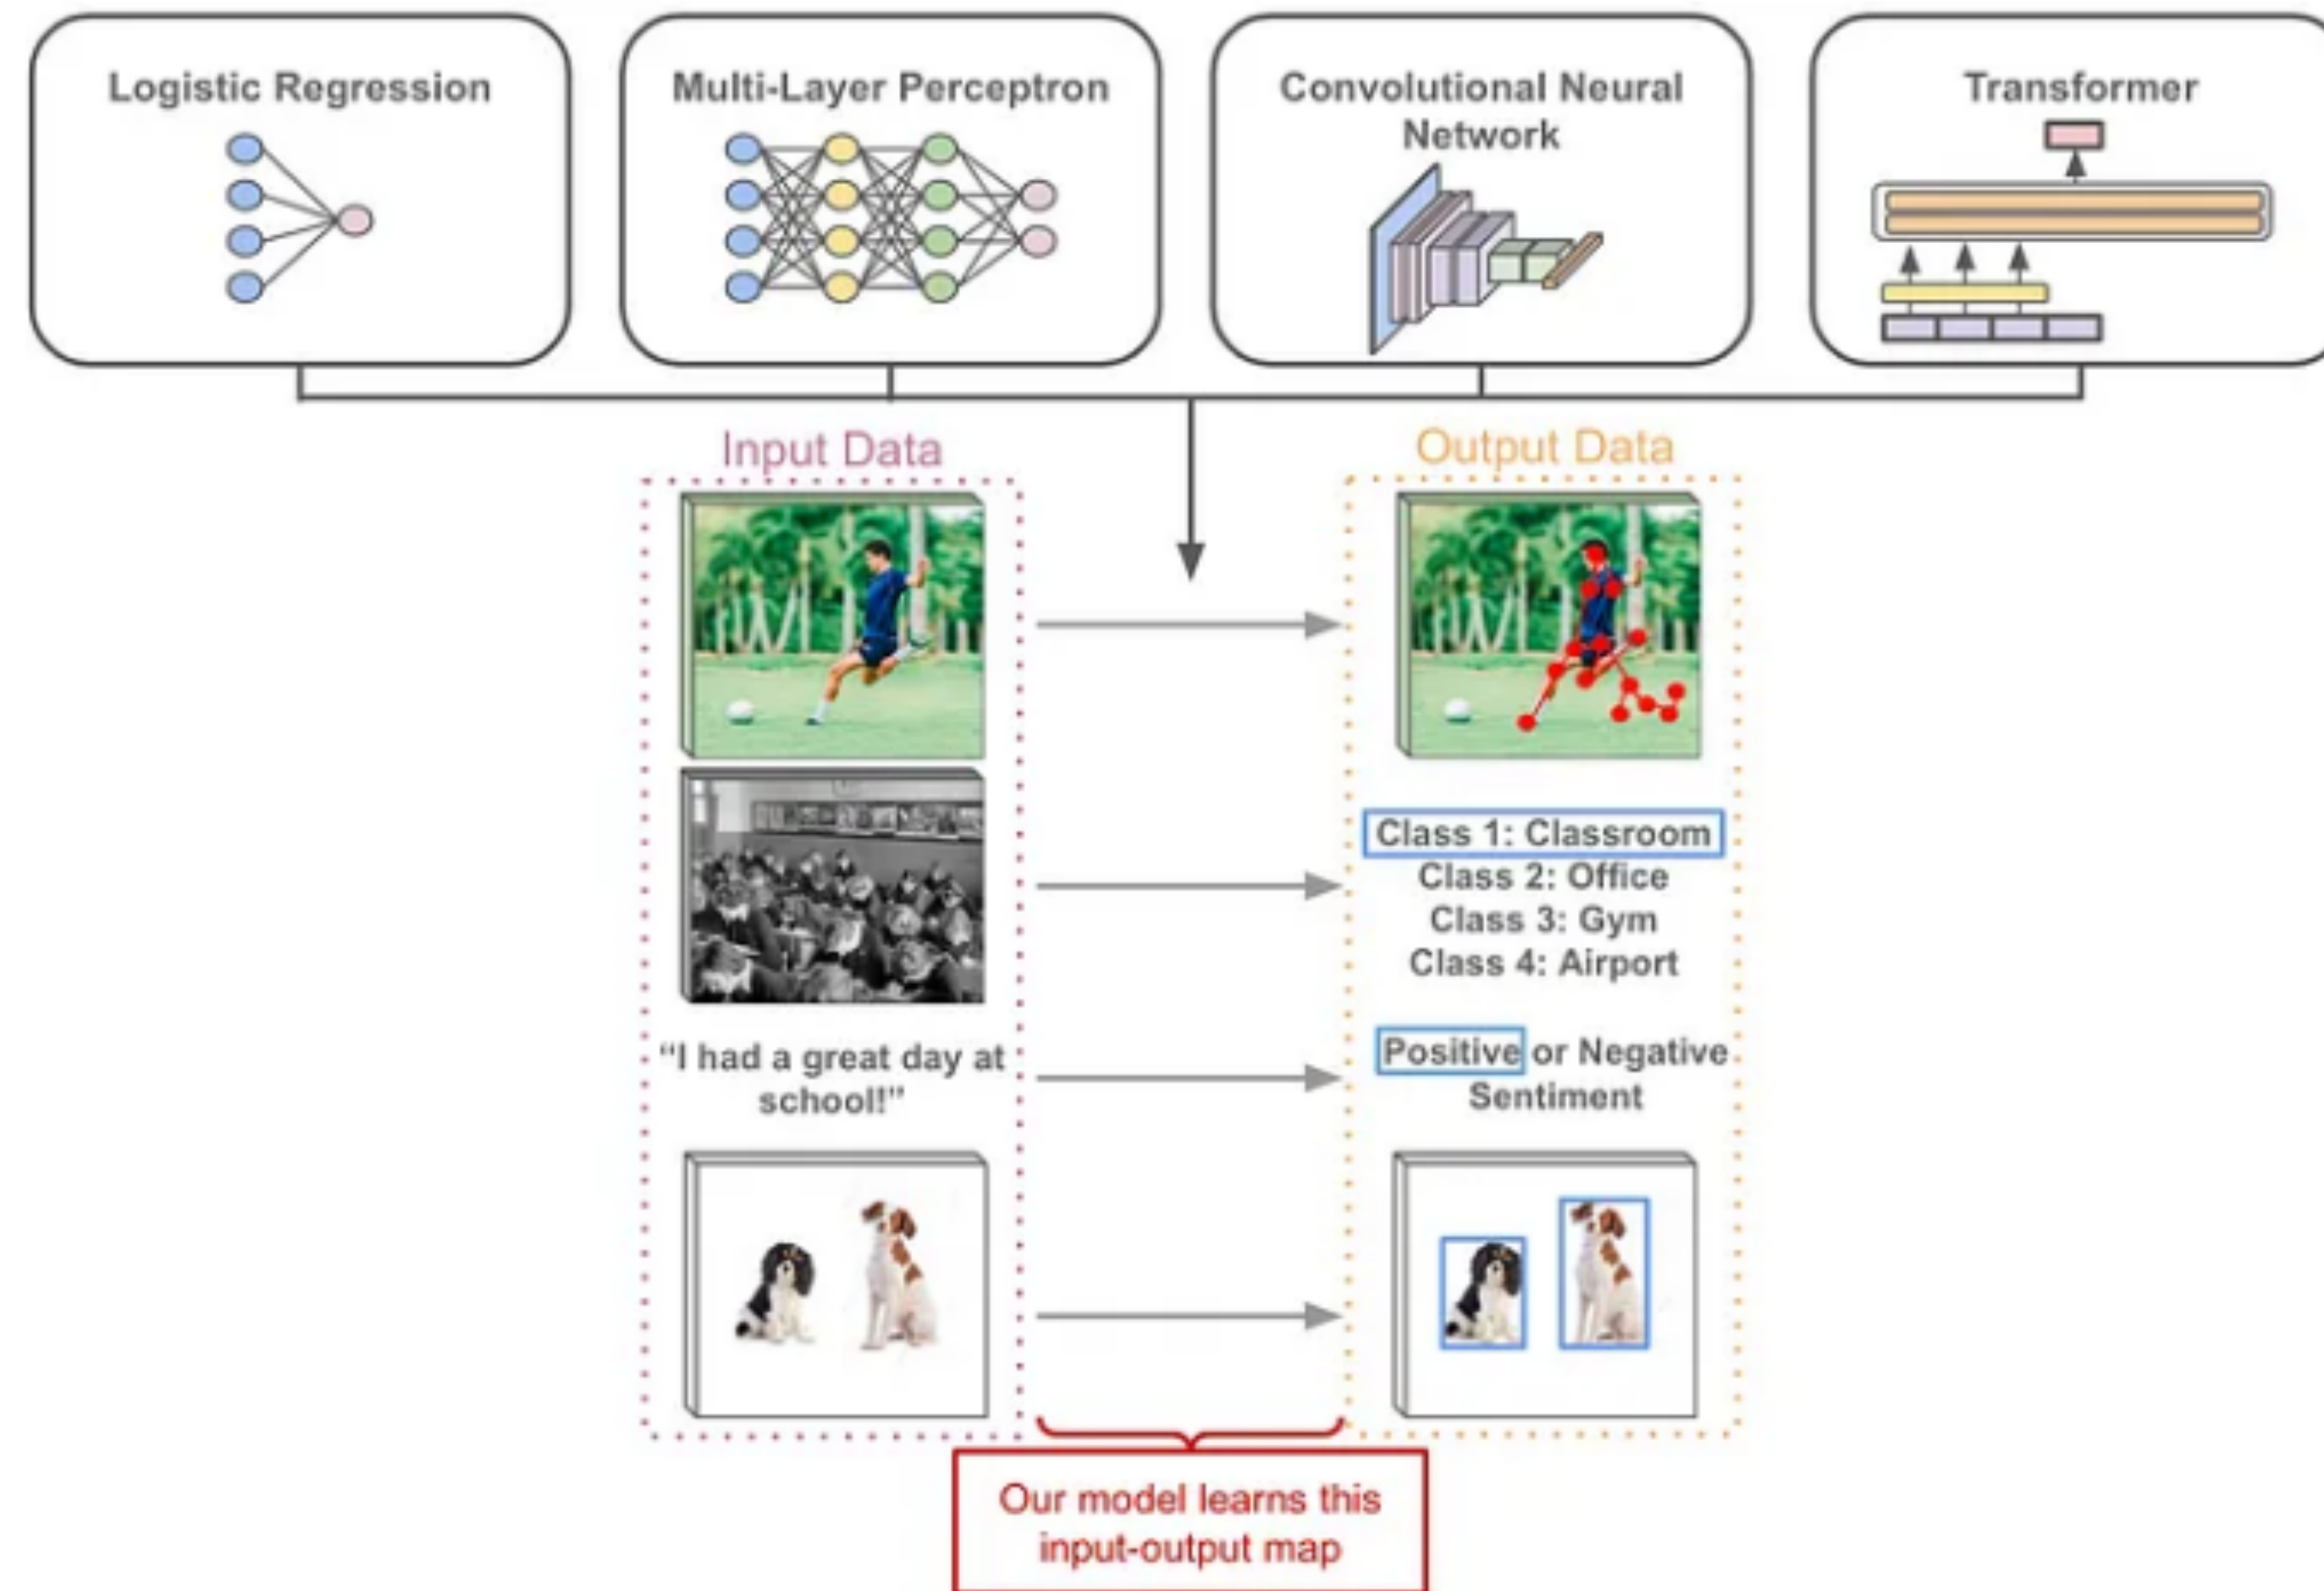 Logistic Regression
Multi-Layer Perceptron
Convolutional Neural
Network
Transformer
Input Data
Output Data
Class 1: Classroom
Class 2: Office
Class 3: Gym
Class 4: Airport
“I had a great day at
school!”
Positive or Negative
Sentiment
Our model learns this
input-output map